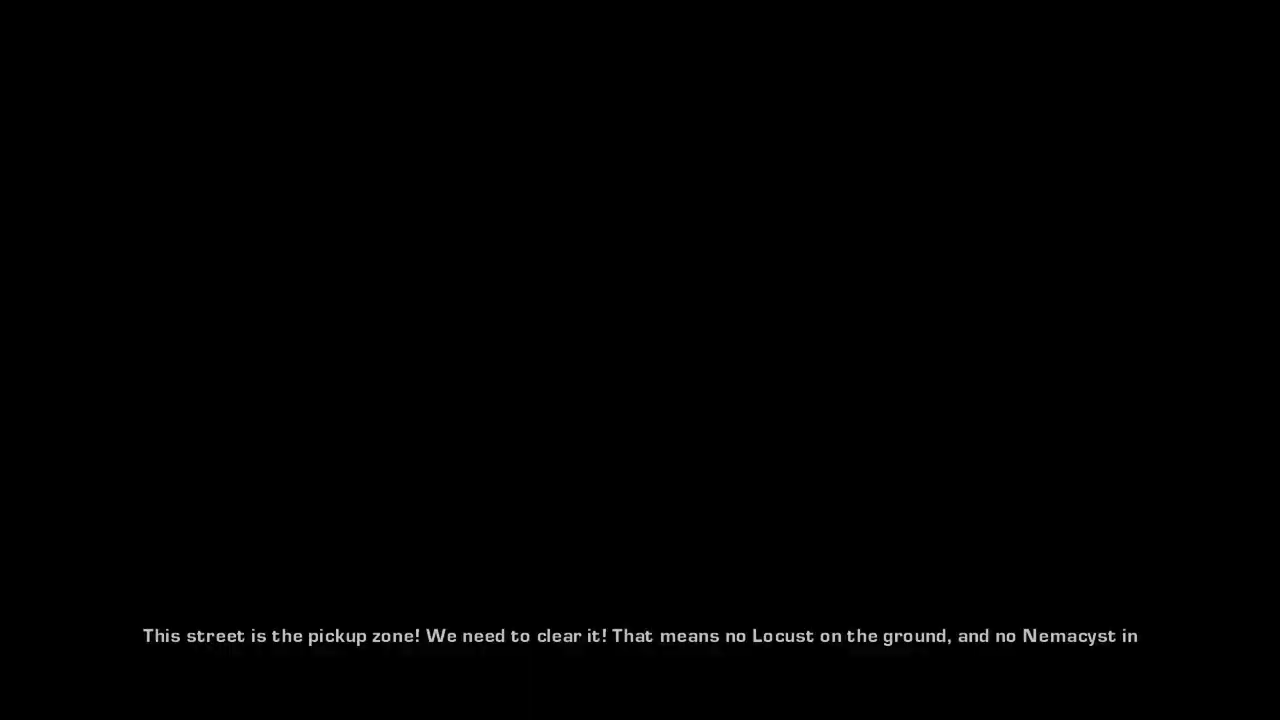 This street is the pickup zone! We need to clear it! That means no Locust on the ground, and no Nemacyst in